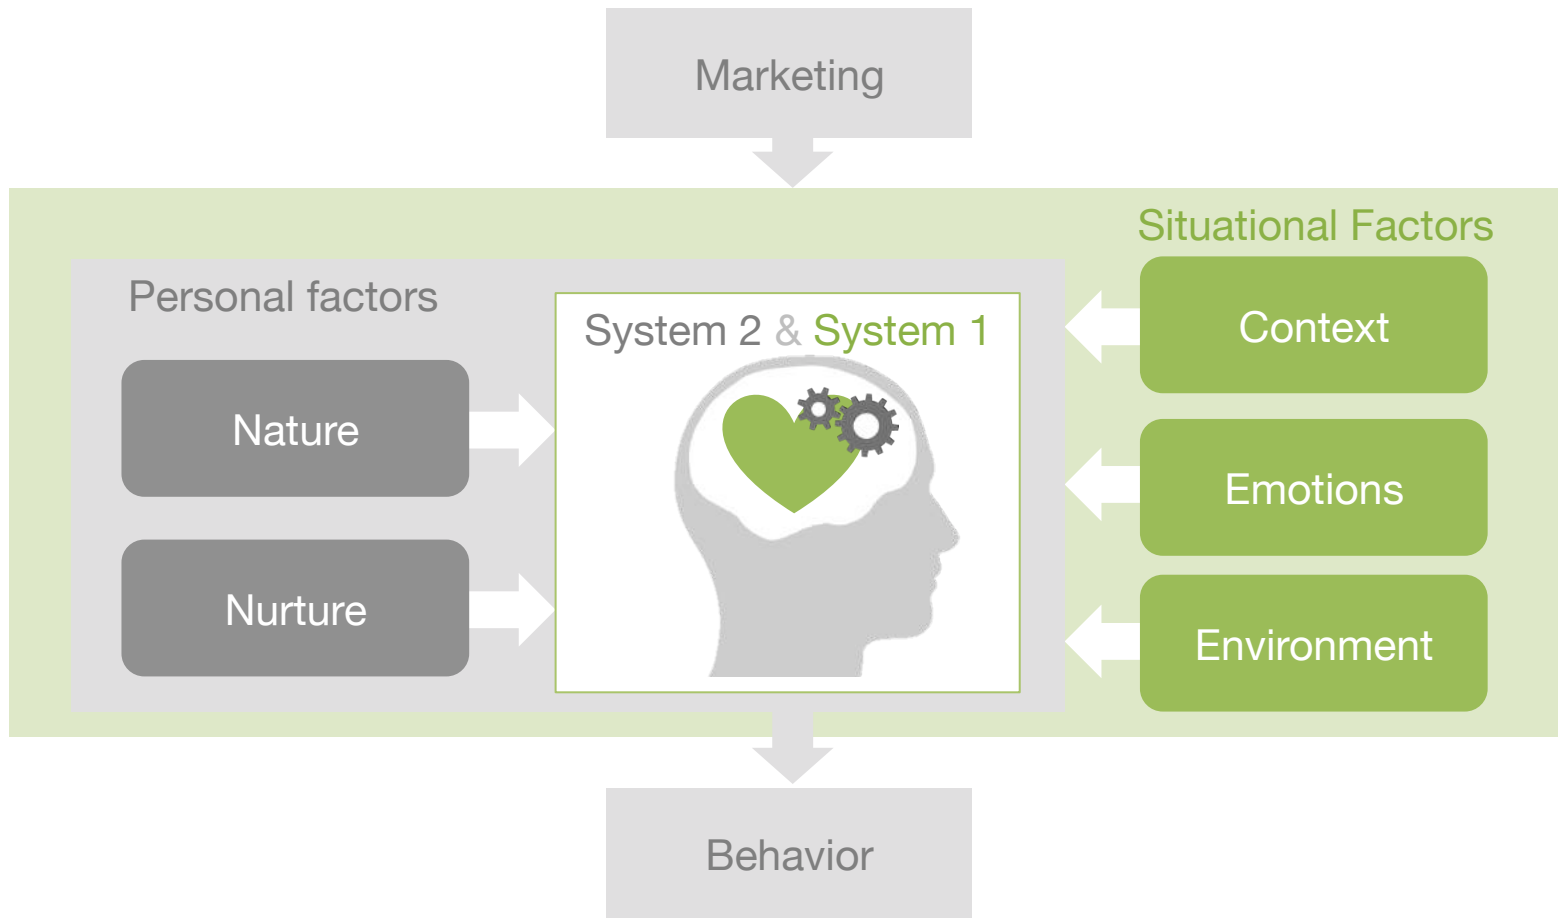 Marketing
Situational Factors
Personal factors
System 2 & System 1
Context
Nature
Emotions
Nurture
Environment
Behavior